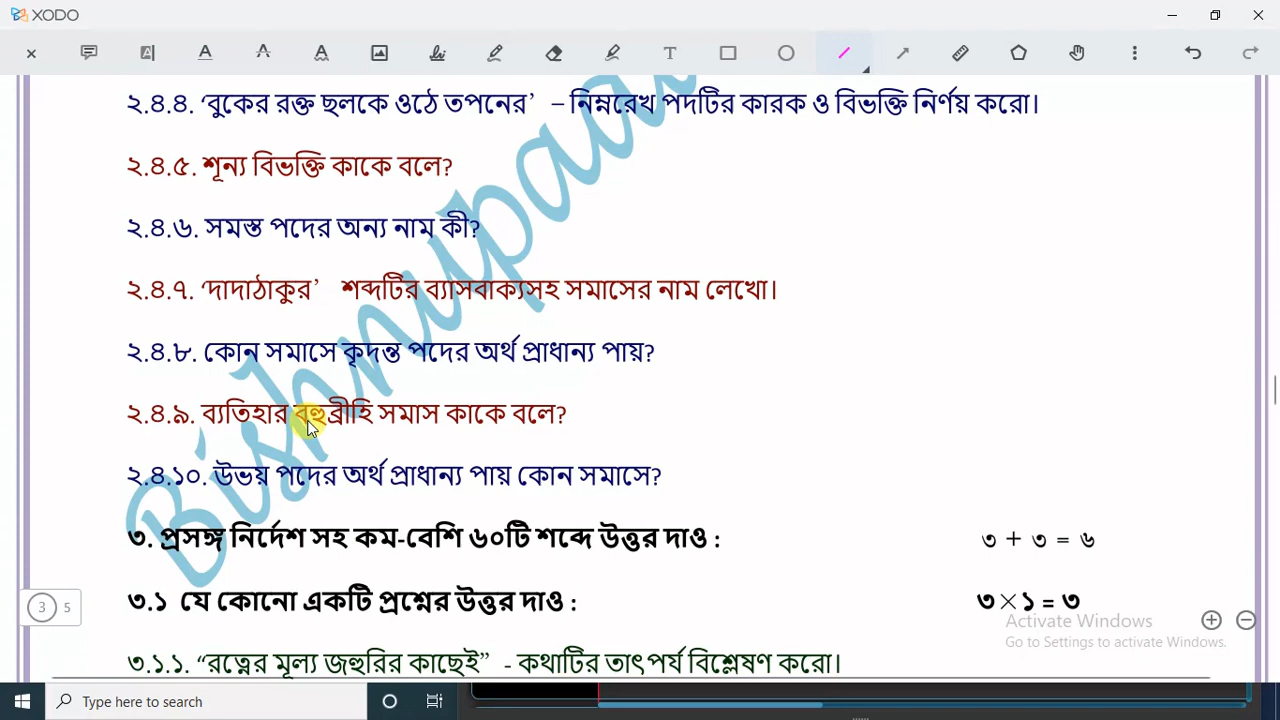 XODO
২.৪.৪. ‘বুকের রক্ত ছলকে ওঠে তপনের’ – নিম্নরেখ পদটির কারক ও বিভক্তি নির্ণয় করো।
২.৪.৫. শূন্য বিভক্তি কাকে বলে?
২.৪.৬. সমস্ত পদের অন্য নাম কী?
২.৪.৭. ‘দাদাঠাকুর’ শব্দটির ব্যাসবাক্যসহ সমাসের নাম লেখো।
২.৪.৮. কোন সমাসে কৃদন্ত পদের অর্থ প্রাধান্য পায়?
২.৪.৯. ব্যতিহার বহুব্রীহি সমাস কাকে বলে?
২.৪.১০. উভয় পদের অর্থ প্রাধান্য পায় কোন সমাসে?
৩. প্রসঙ্গ নির্দেশ সহ কম-বেশি ৬০টি শব্দে উত্তর দাও : ৩ + ৩ = ৬
৩.১ যে কোনো একটি প্রশ্নের উত্তর দাও : ৩×১ = ৩
৩.১.১. “রত্নের মূল্য জহুরির কাছেই” - কথাটির তাৎপর্য বিশ্লেষণ করো।
3 5
Activate Windows
Go to Settings to activate Windows.
Type here to search